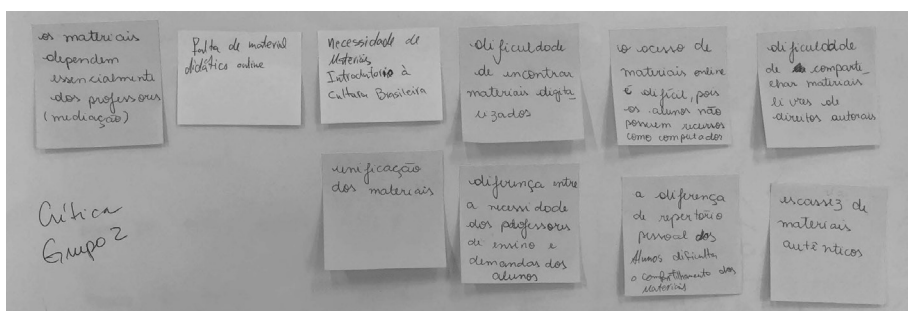 os materiais
dependem
essencialmente
dos professores
(mediação)
Falta de material
didático online
Necessidade de
Materiais
Introdutório à
Cultura Brasileira
dificuldade
de encontrar
materiais digita
lizados
o acesso de
materiais online
é difícil, pois
os alunos não
possuem recursos
como computador
dificuldade
de comparti_
lhar materiais
livres de
direitos autorais
Crítica
Grupo 2
unificação
dos materiais
diferença entre
a necessidade
dos professores
de ensino e
demandas dos
alunos
a diferença
de repertório
pessoal dos
Alunos dificulta
o compartilhamento dos
Materiais
escassez de
materiais
autênticos